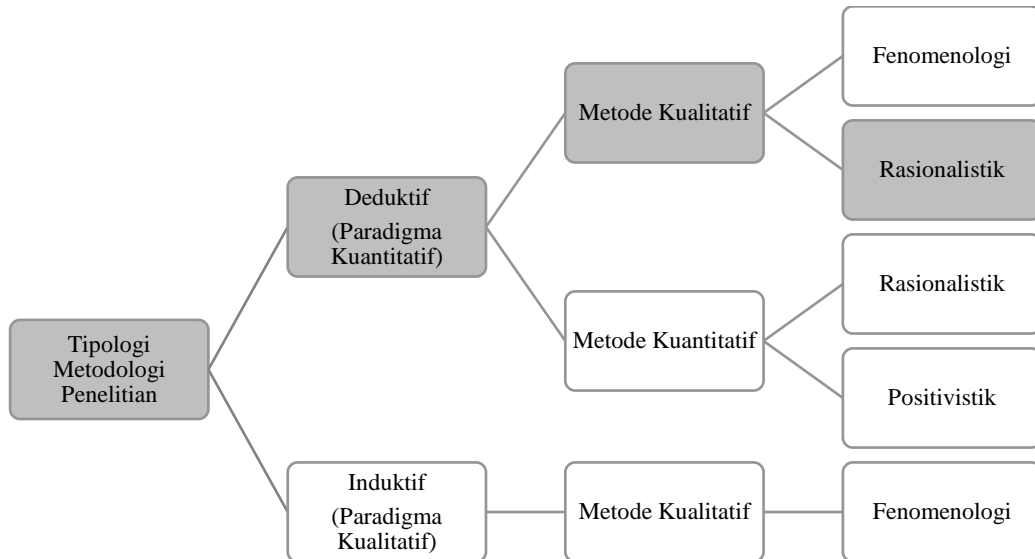 Tipologi
Metodologi
Penelitian
Deduktif
(Paradigma
Kuantitatif)
Metode Kualitatif
Fenomenologi
Rasionalistik
Metode Kuantitatif
Rasionalistik
Positivistik
Induktif
(Paradigma
Kualitatif)
Metode Kualitatif
Fenomenologi